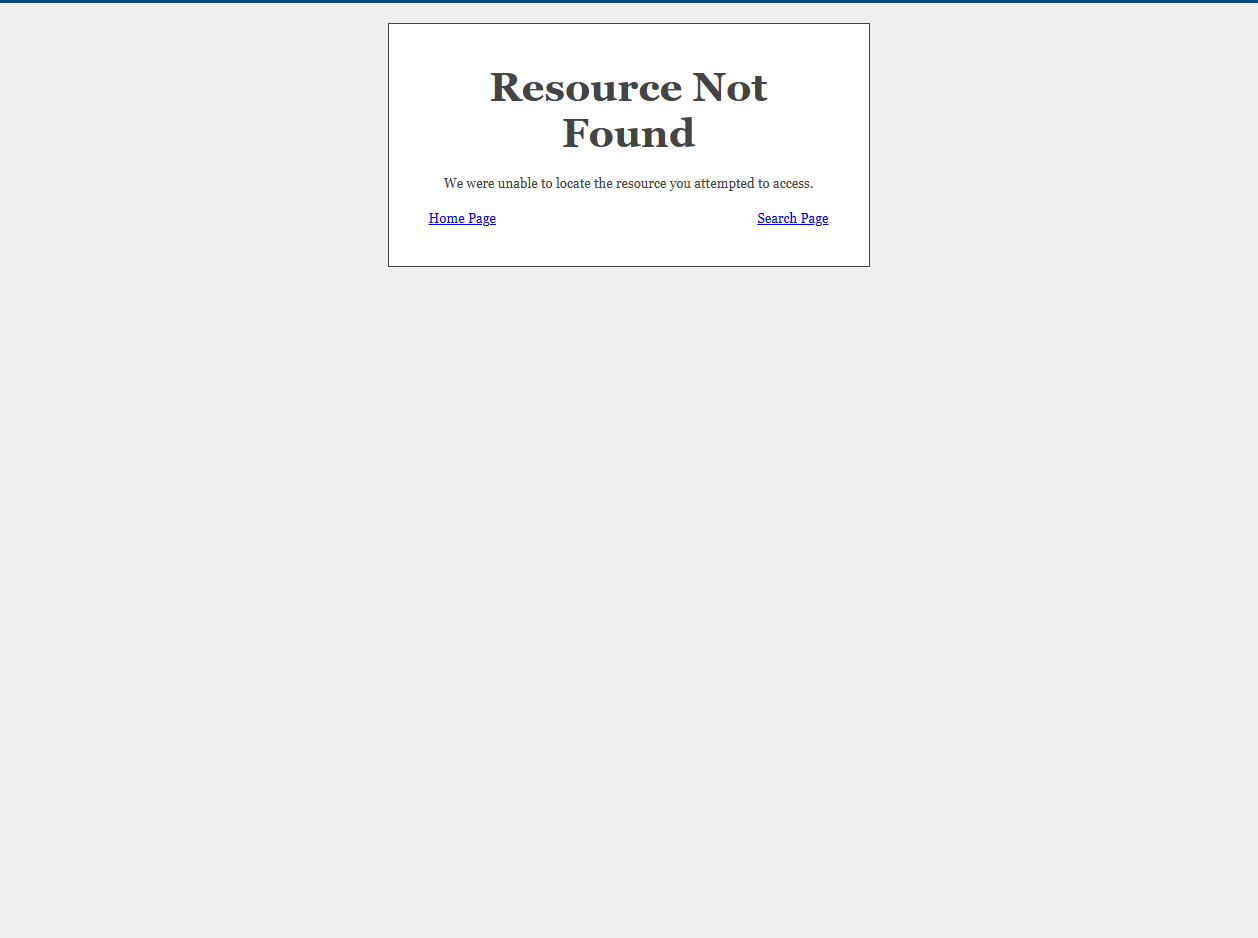 Resource Not
Found
We were unable to locate the resource you attempted to access.
Home Page Search Page